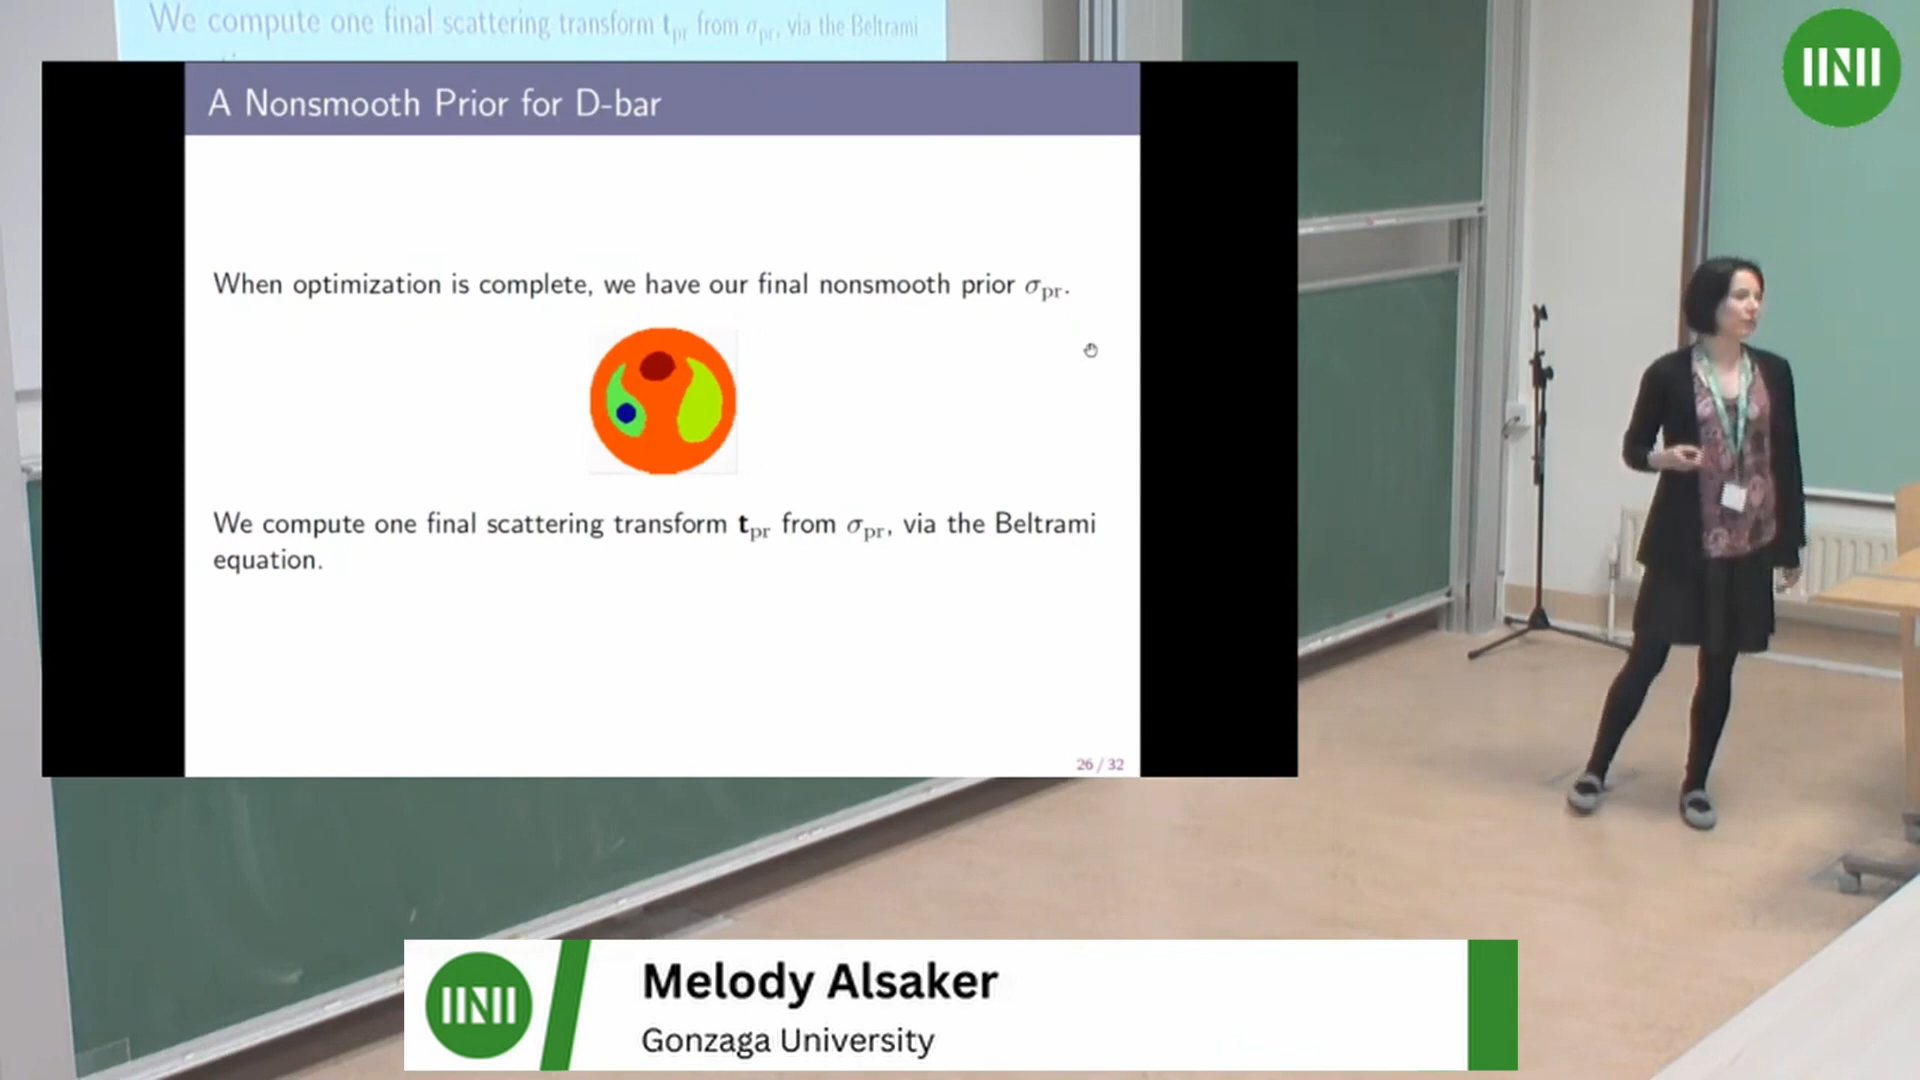 We compute one final scattering transform t_pr from σ_pr, via the Beltrami
A Nonsmooth Prior for D-bar
When optimization is complete, we have our final nonsmooth prior σ_pr.
We compute one final scattering transform t_pr from σ_pr, via the Beltrami
equation.
26 / 32
Melody Alsaker
Gonzaga University